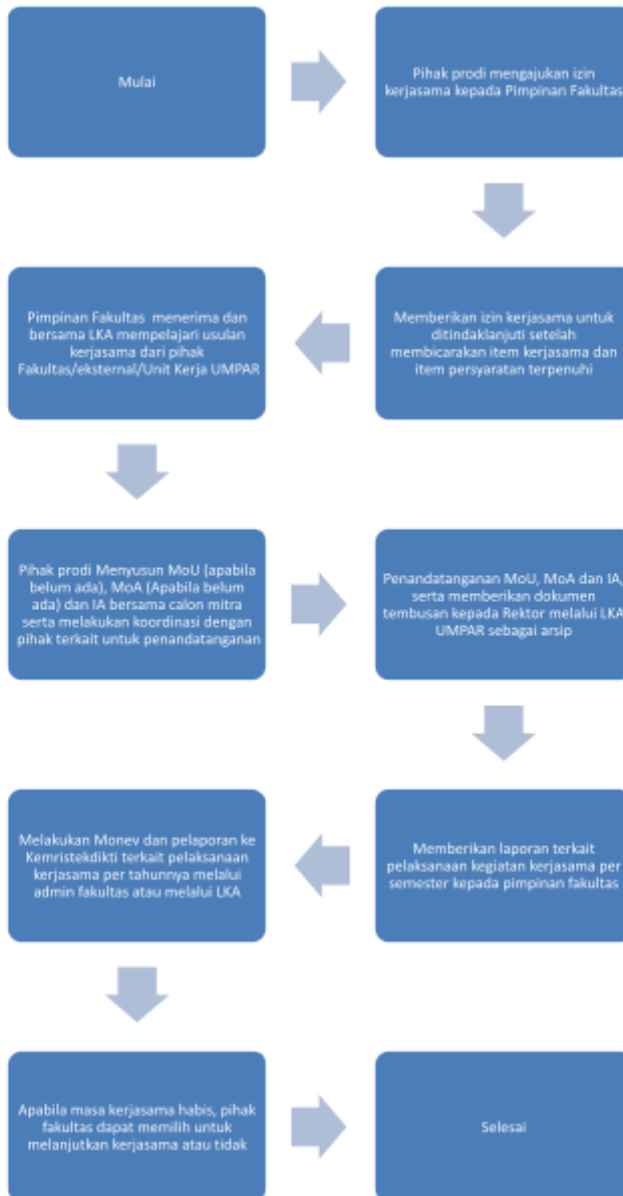 Mulai
Pihak prodi mengajukan izin
kerjasama kepada Pimpinan Fakultas
Memberikan izin kerjasama untuk
ditindaklanjuti setelah
membicarakan item kerjasama dan
item persyaratan terpenuhi
Pimpinan Fakultas menerima dan
bersama LKA mempelajari usulan
kerjasama dari pihak
Fakultas/eksternal/Unit Kerja UMPAR
Pihak prodi Menyusun MoU (apabila
belum ada), MoA (Apabila belum
ada) dan IA bersama calon mitra
serta melakukan koordinasi dengan
pihak terkait untuk penandatanganan
Penandatanganan MoU, MoA dan IA,
serta memberikan dokumen
tembusan kepada Rektor melalui LKA
UMPAR sebagai arsip
Memberikan laporan terkait
pelaksanaan kegiatan kerjasama per
semester kepada pimpinan fakultas
Melakukan Monev dan pelaporan ke
Kemristekdikti terkait pelaksanaan
kerjasama per tahunnya melalui
admin fakultas atau melalui LKA
Apabila masa kerjasama habis, pihak
fakultas dapat memilih untuk
melanjutkan kerjasama atau tidak
Selesai